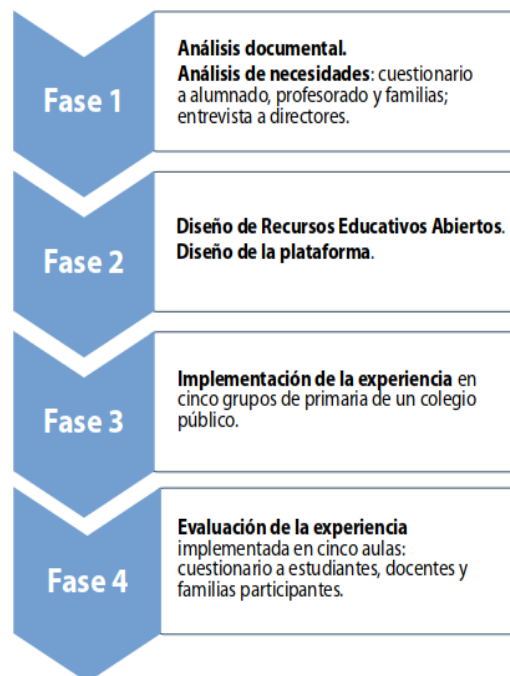 Fase 1
Análisis documental.
Análisis de necesidades: cuestionario
a alumnado, profesorado y familias;
entrevista a directores.
Fase 2
Diseño de Recursos Educativos Abiertos.
Diseño de la plataforma.
Fase 3
Implementación de la experiencia en
cinco grupos de primaria de un colegio
público.
Fase 4
Evaluación de la experiencia
implementada en cinco aulas:
cuestionario a estudiantes, docentes y
familias participantes.